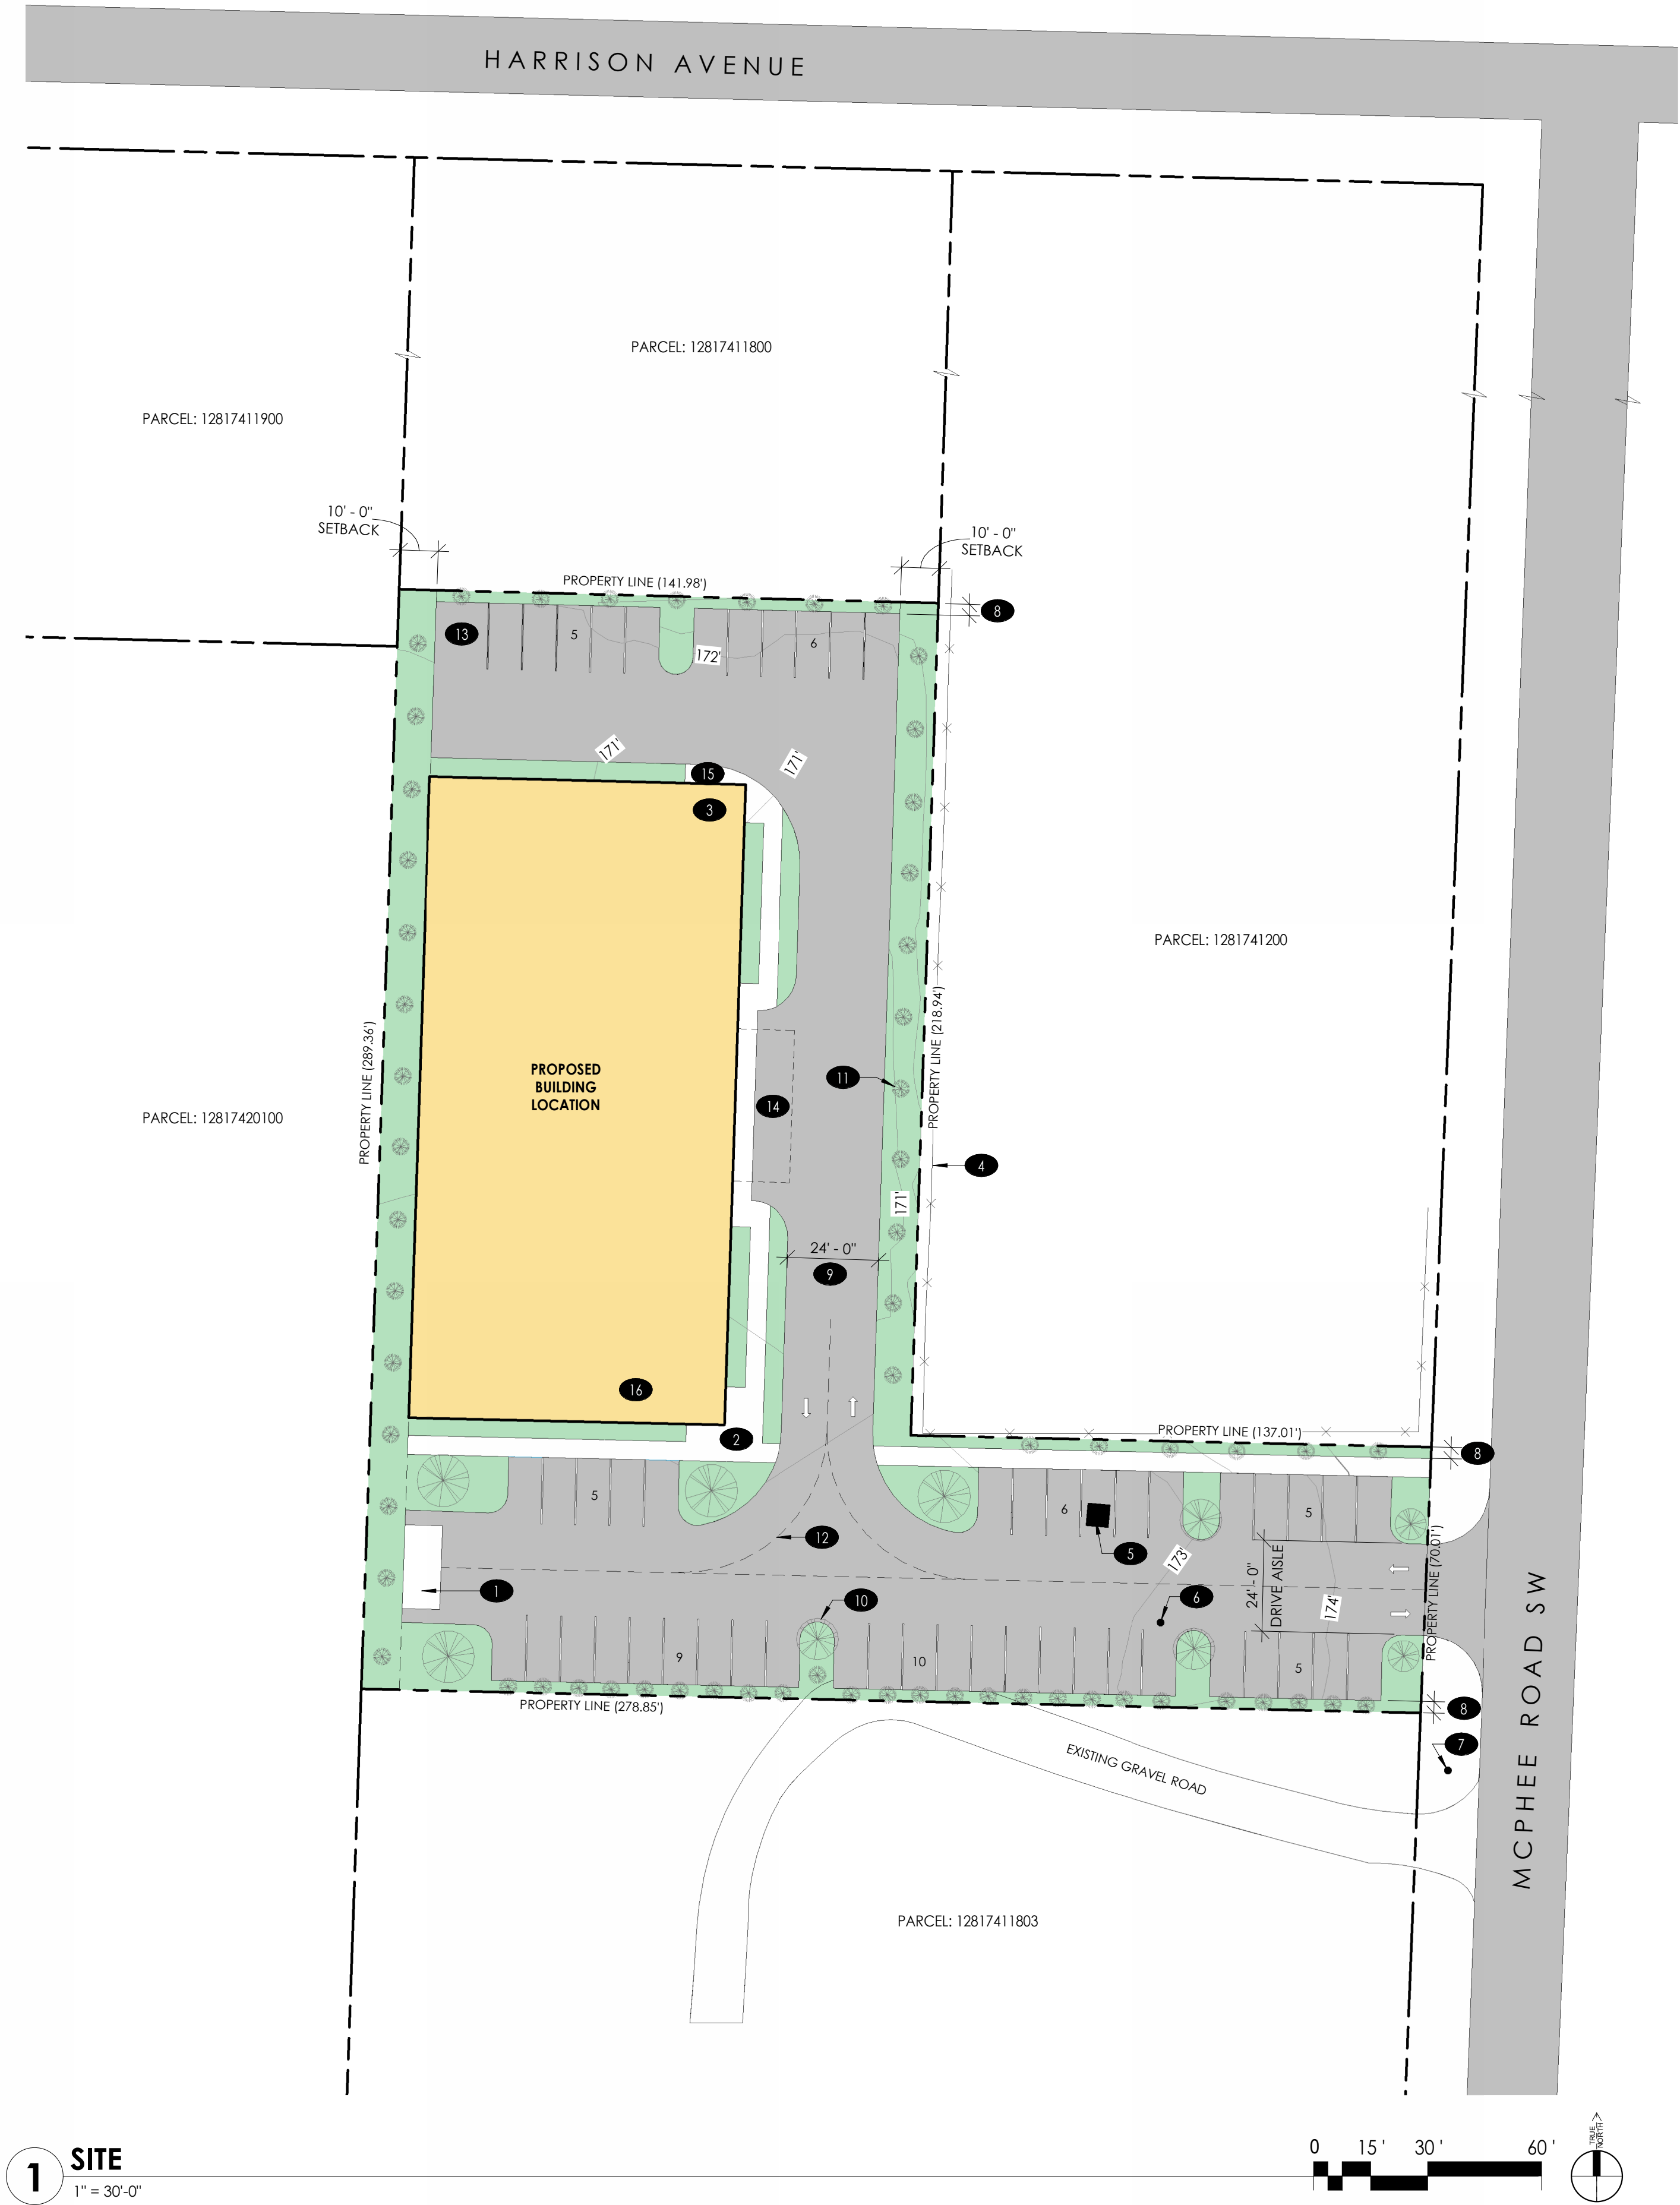 HARRISON AVENUE
PARCEL: 12817411800
PARCEL: 12817411900
10' - 0"
SETBACK
10' - 0"
SETBACK
PROPERTY LINE (141.98')
8
13
5
6
172'
171'
171'
15
3
PARCEL: 1281741200
PROPERTY LINE (289.36')
PROPERTY LINE (218.94')
PROPOSED
BUILDING
LOCATION
11
14
PARCEL: 12817420100
4
171'
24' - 0"
9
16
2
PROPERTY LINE (137.01')
8
5
6
5
12
5
173'
24' - 0"
DRIVE AISLE
174'
PROPERTY LINE (70.01')
1
10
6
9
10
5
PROPERTY LINE (278.85')
8
7
EXISTING GRAVEL ROAD
MCPHEE ROAD SW
PARCEL: 12817411803
1
SITE
1" = 30'-0"
0 15' 30' 60'
TRUE
NORTH